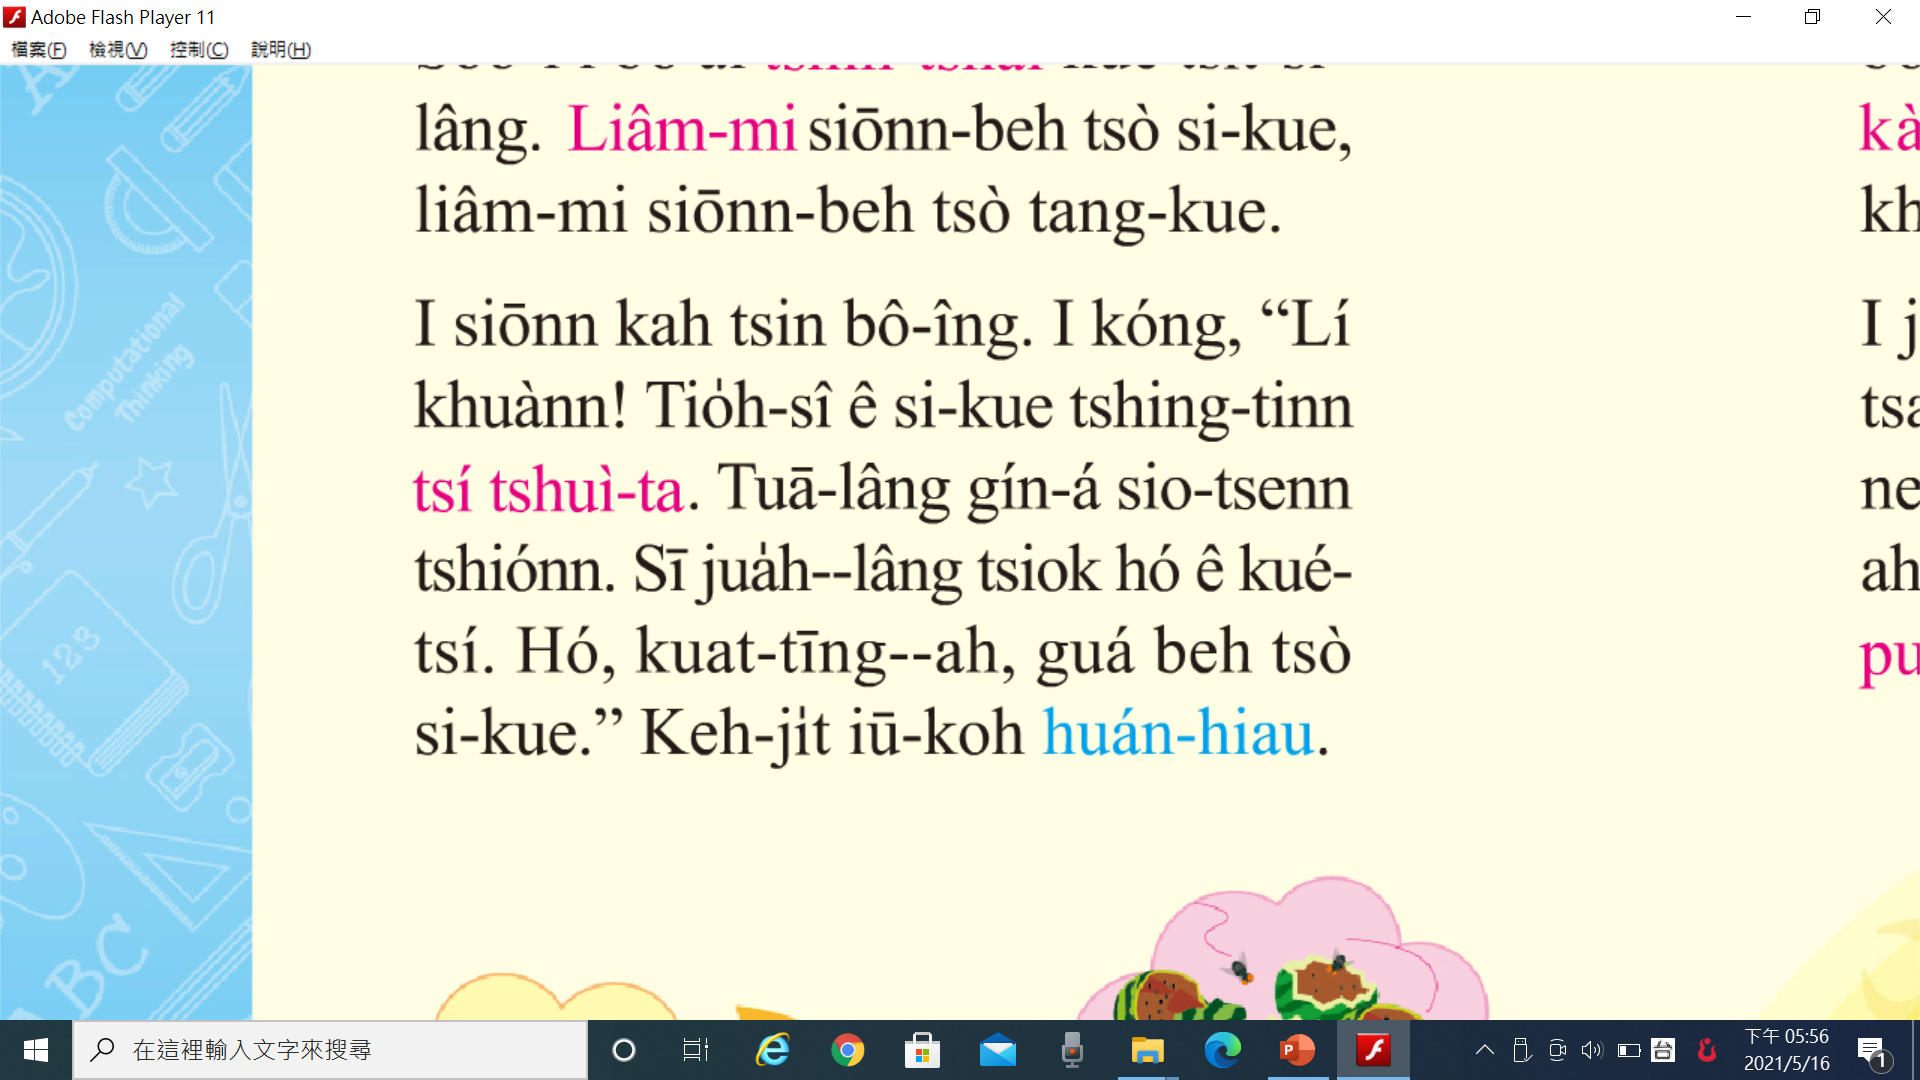 Adobe Flash Player 11
檔案(F) 檢視(V) 控制(C) 說明(H)
lâng. Liâm-mi siōnn-beh tsò si-kue,
liâm-mi siōnn-beh tsò tang-kue.
I siōnn kah tsin bô-îng. I kóng, “Lí
khuànn! Tio̍h-sî ê si-kue tshing-tinn
tsí tshuì-ta. Tuā-lâng gín-á sio-tsenn
tshiónn. Sī jua̍h--lâng tsiok hó ê kué-
tsí. Hó, kuat-tīng--ah, guá beh tsò
si-kue.” Keh-ji̍t iū-koh huán-hiau.
kà
kh
I j
tsa
ne
ah
pu
Computational
Thinking
123
ABC
在這裡輸入文字來搜尋
下午 05:56
2021/5/16
1